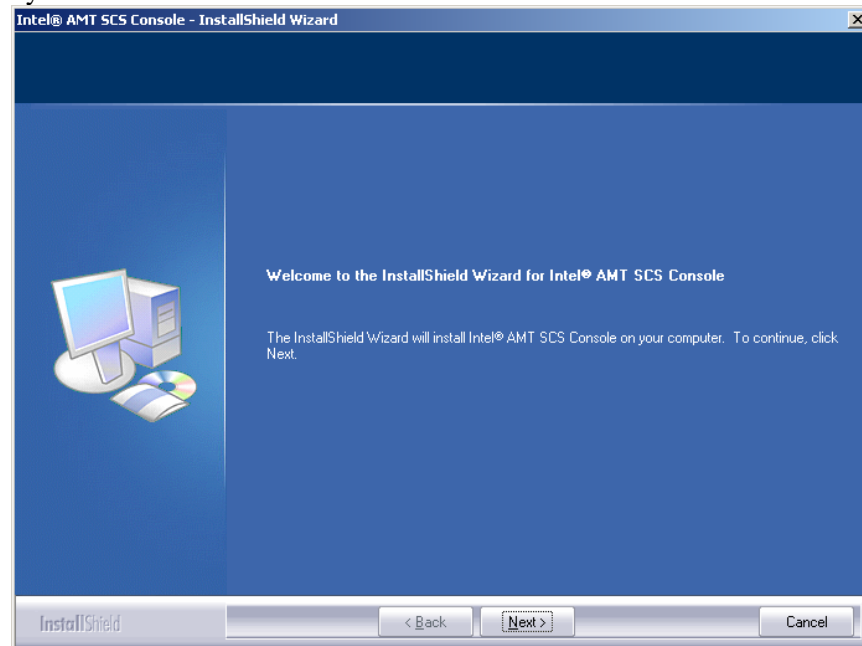 Intel® AMT SCS Console - InstallShield Wizard
Welcome to the InstallShield Wizard for Intel® AMT SCS Console
The InstallShield Wizard will install Intel® AMT SCS Console on your computer. To continue, click
Next.
InstallShield
< Back Next > Cancel